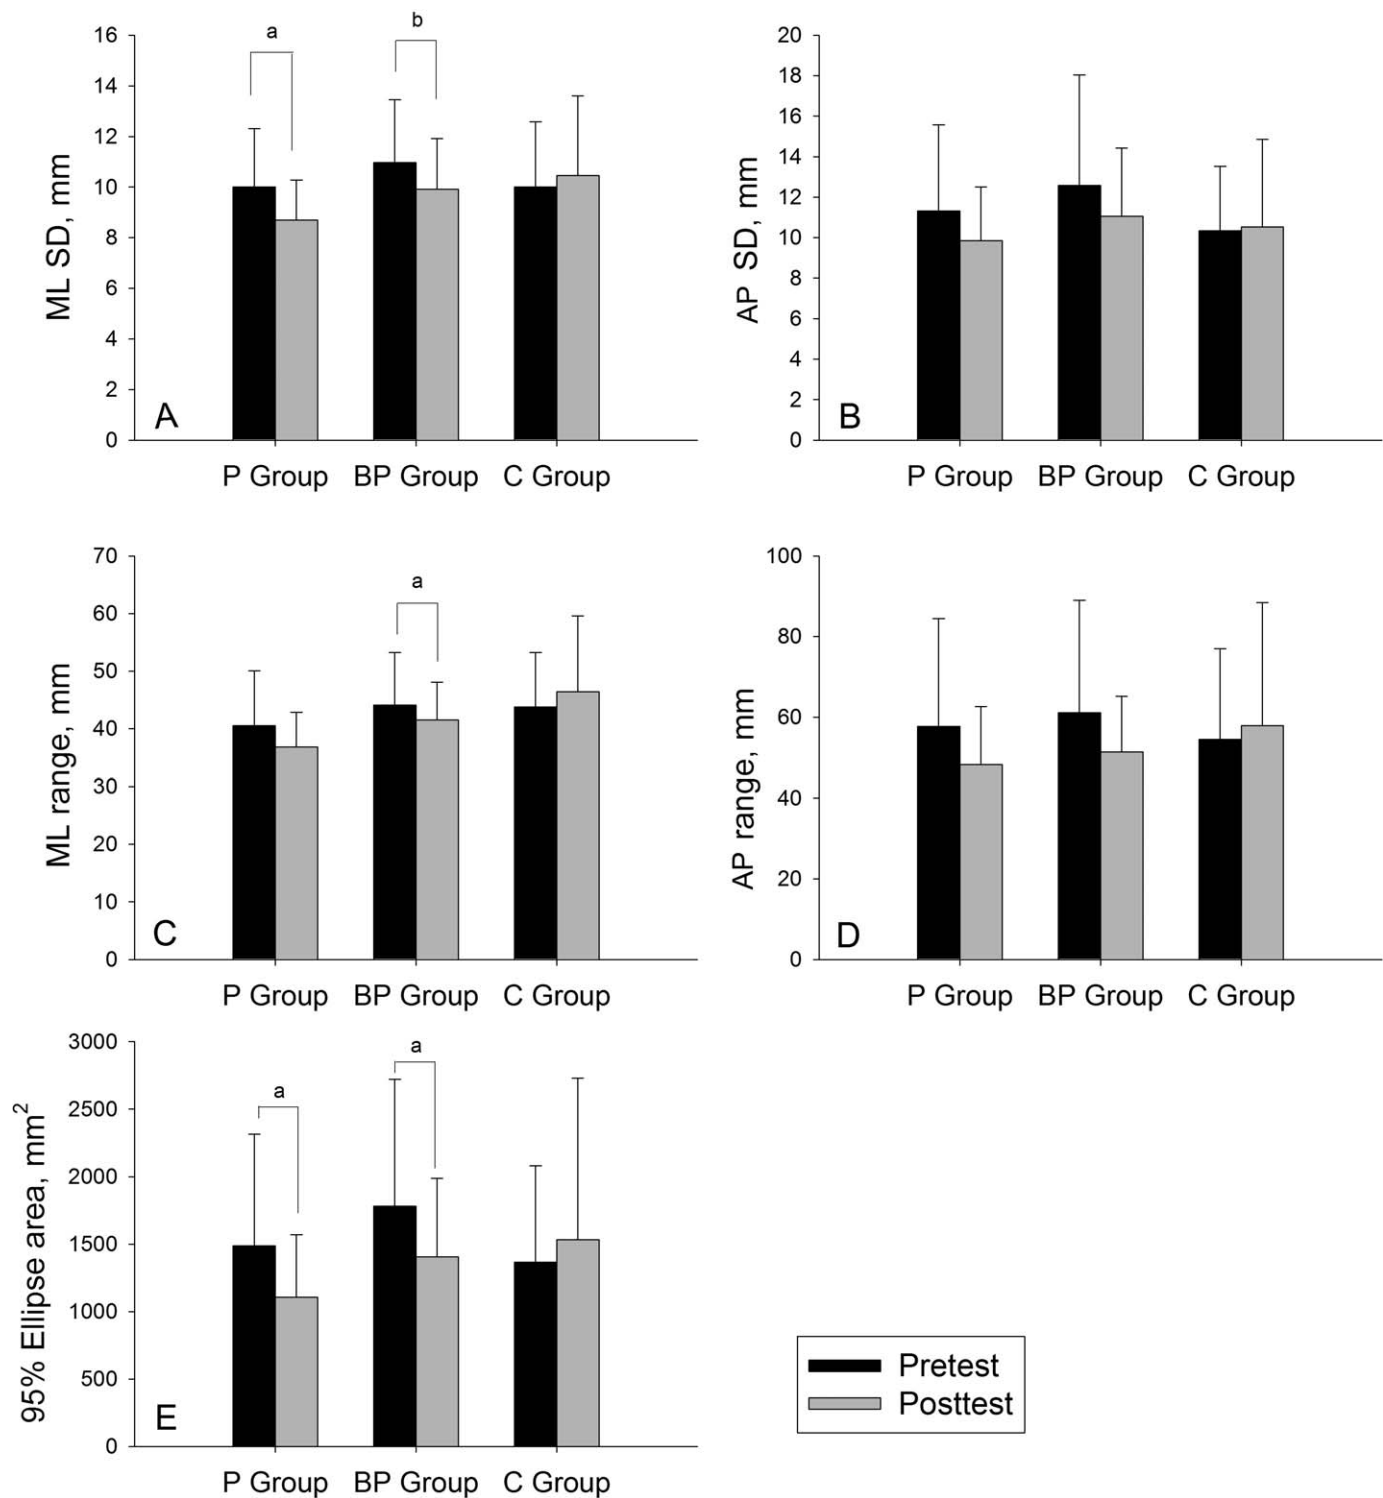 a
b
16
14
12
10
8
6
4
2
0
ML SD, mm
A
P Group BP Group C Group
20
18
16
14
12
10
8
6
4
2
0
AP SD, mm
B
P Group BP Group C Group
a
70
60
50
40
30
20
10
0
ML range, mm
C
P Group BP Group C Group
100
80
60
40
20
0
AP range, mm
D
P Group BP Group C Group
a
a
3000
2500
2000
1500
1000
500
0
95% Ellipse area, mm²
E
P Group BP Group C Group
Pretest
Posttest